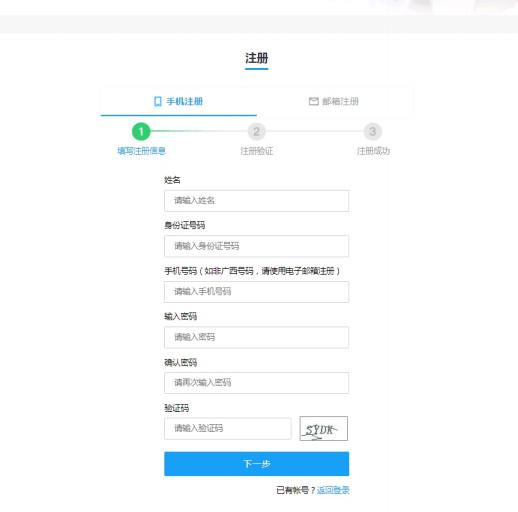 注册
手机注册
邮箱注册
1
2
3
填写注册信息
注册验证
注册成功
姓名
请输入姓名
身份证号码
请输入身份证号码
手机号码（如非广西号码，请使用电子邮箱注册）
请输入手机号码
输入密码
请输入密码
确认密码
请再次输入密码
验证码
请输入验证码
SYDK
下一步
已有帐号？返回登录